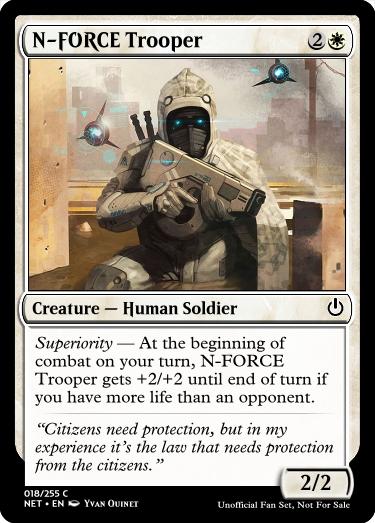 N-FORCE Trooper 2
Creature — Human Soldier
Superiority — At the beginning of
combat on your turn, N-FORCE
Trooper gets +2/+2 until end of turn if
you have more life than an opponent.
“Citizens need protection, but in my
experience it’s the law that needs protection
from the citizens.”
2/2
018/255 C
NET • EN Yvan Quinet
Unofficial Fan Set, Not For Sale